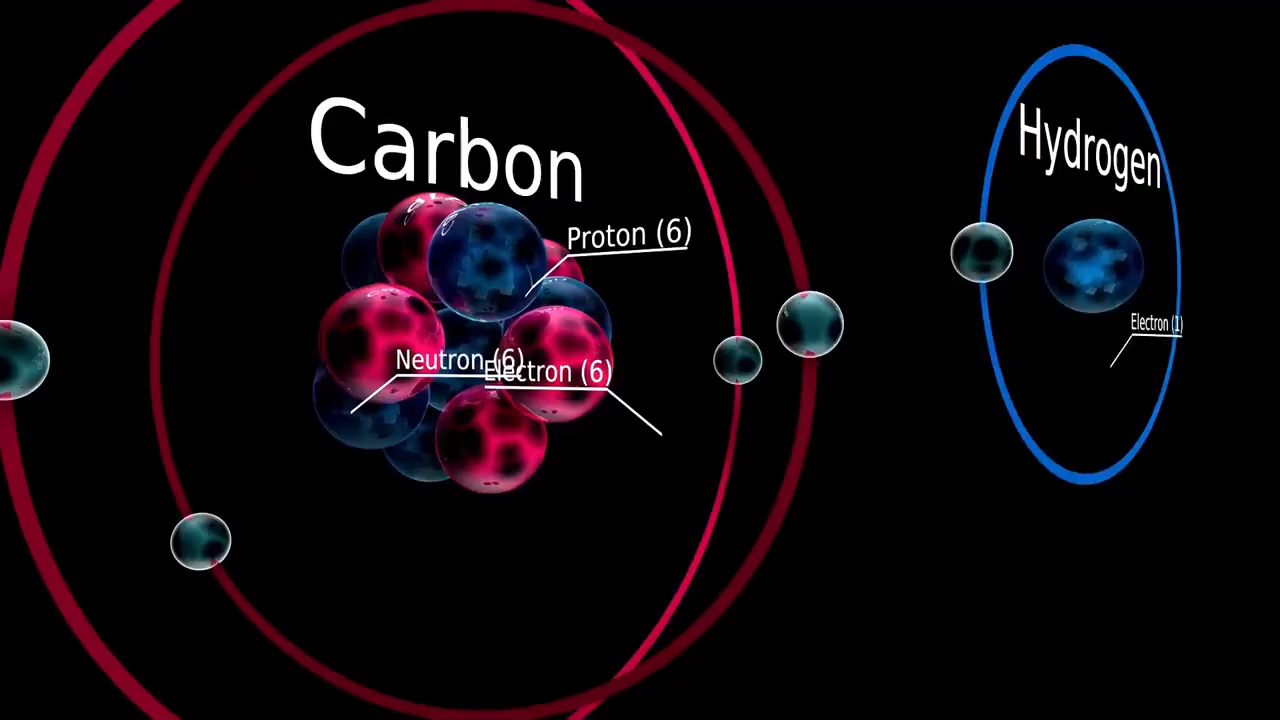 Carbon
Proton (6)
Neutron (6)
Electron (6)
Hydrogen
Electron (1)